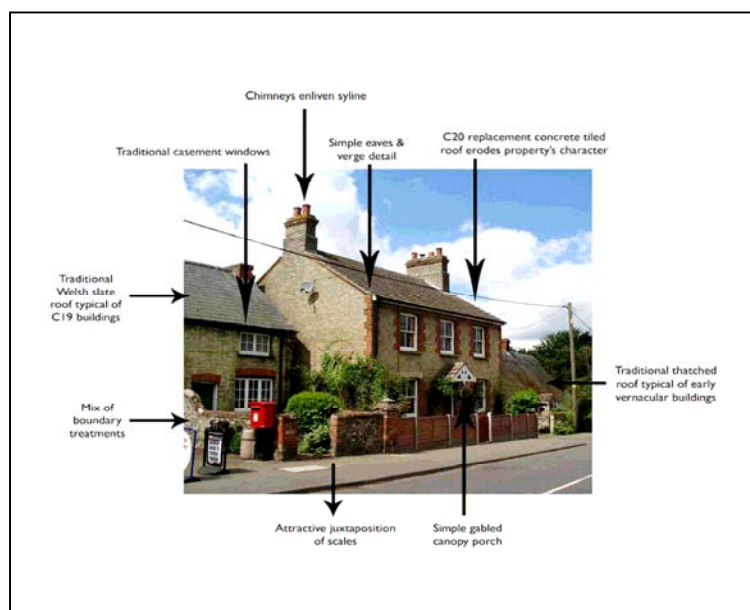 Chimneys enliven syline
Traditional casement windows
Simple eaves &
verge detail
C20 replacement concrete tiled
roof erodes property's character
Traditional
Welsh slate
roof typical of
C19 buildings
Traditional thatched
roof typical of early
vernacular buildings
Mix of
boundary
treatments
Attractive juxtaposition
of scales
Simple gabled
canopy porch